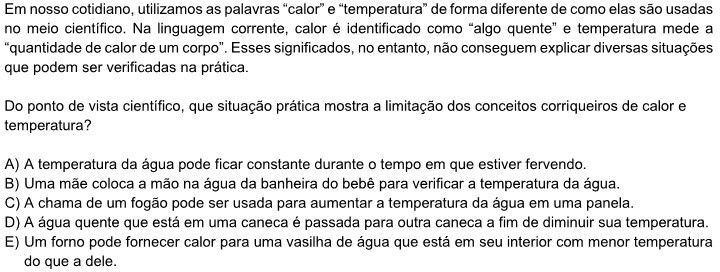 Em nosso cotidiano, utilizamos as palavras “calor” e “temperatura” de forma diferente de como elas são usadas
no meio científico. Na linguagem corrente, calor é identificado como “algo quente” e temperatura mede a
“quantidade de calor de um corpo”. Esses significados, no entanto, não conseguem explicar diversas situações
que podem ser verificadas na prática.
Do ponto de vista científico, que situação prática mostra a limitação dos conceitos corriqueiros de calor e
temperatura?
A) A temperatura da água pode ficar constante durante o tempo em que estiver fervendo.
B) Uma mãe coloca a mão na água da banheira do bebê para verificar a temperatura da água.
C) A chama de um fogão pode ser usada para aumentar a temperatura da água em uma panela.
D) A água quente que está em uma caneca é passada para outra caneca a fim de diminuir sua temperatura.
E) Um forno pode fornecer calor para uma vasilha de água que está em seu interior com menor temperatura
do que a dele.